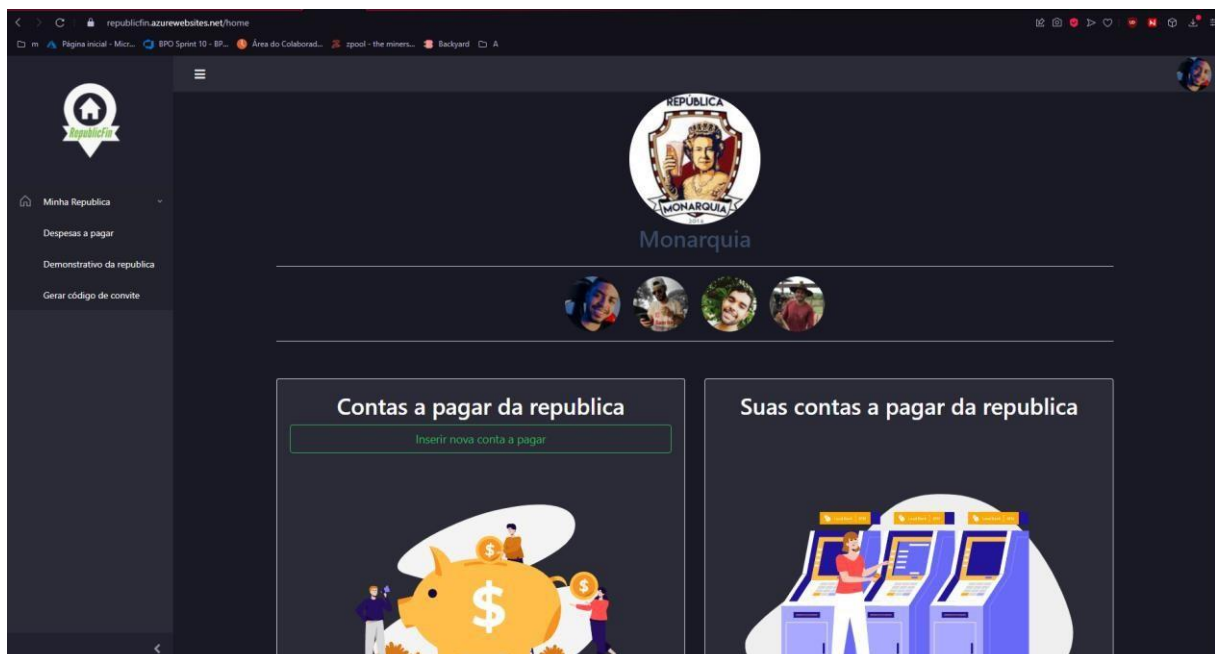 republicfin.azurewebsites.net/home
m
Página inicial - Micr...
BPO Sprint 10 - BP...
Área do Colaborad...
zpool - the miners...
Backyard
A
RepublicFin
Minha Republica
Despesas a pagar
Demonstrativo da republica
Gerar código de convite
REPÚBLICA
MONARQUIA
Monarquia
Contas a pagar da republica
Inserir nova conta a pagar
$
$
$
Suas contas a pagar da republica